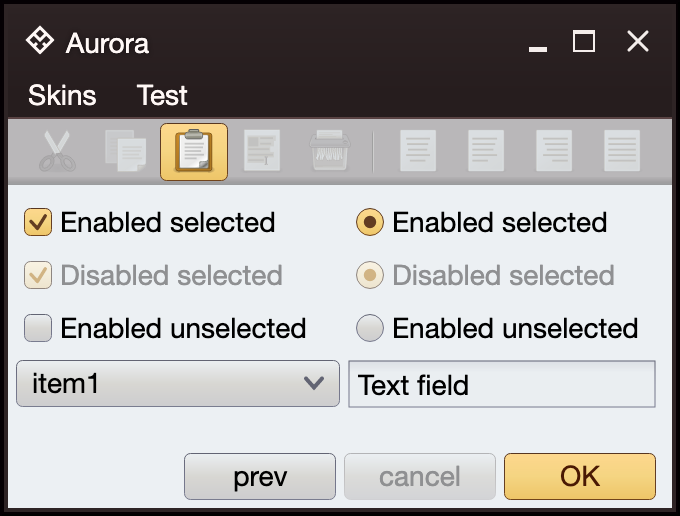 Aurora
Skins Test
Enabled selected Enabled selected
Disabled selected Disabled selected
Enabled unselected Enabled unselected
item1 Text field
prev cancel OK